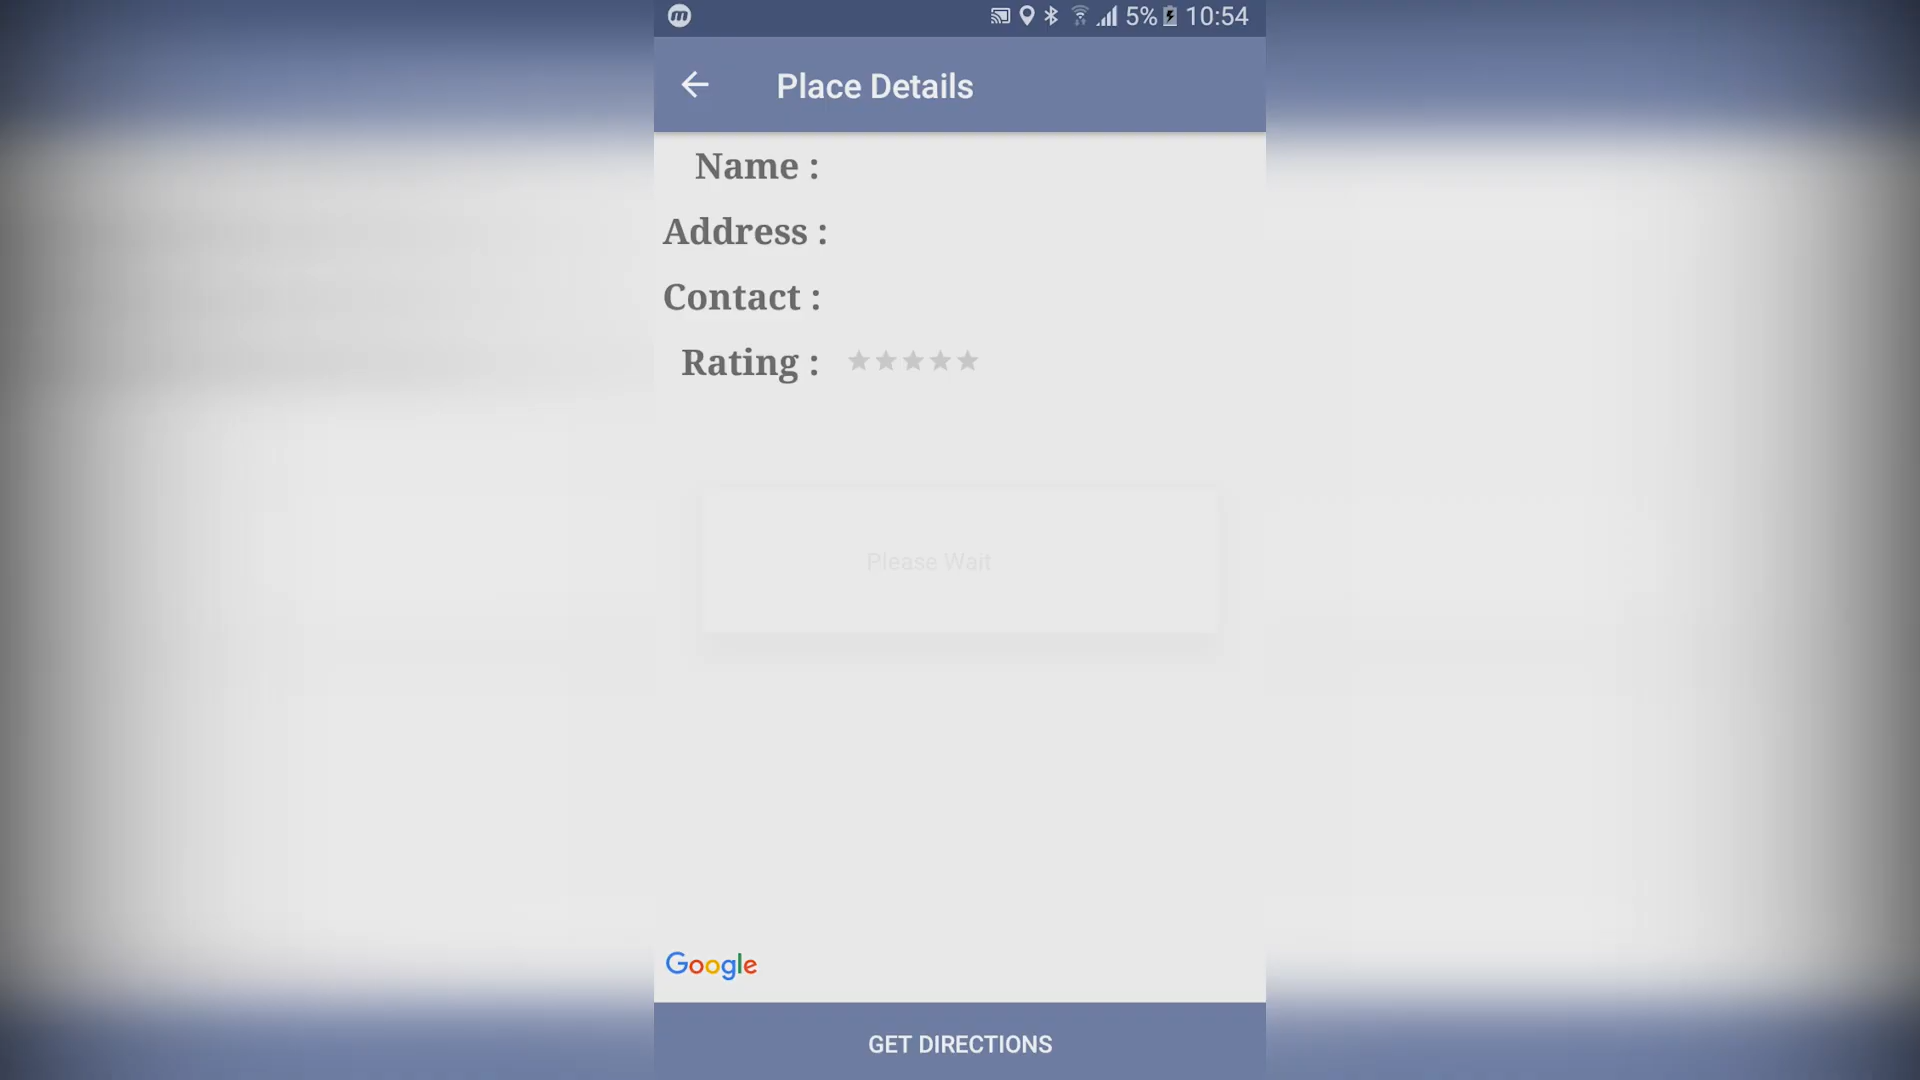 5% 10:54
Place Details
Name :
Address :
Contact :
Rating :
Please Wait
Google
GET DIRECTIONS